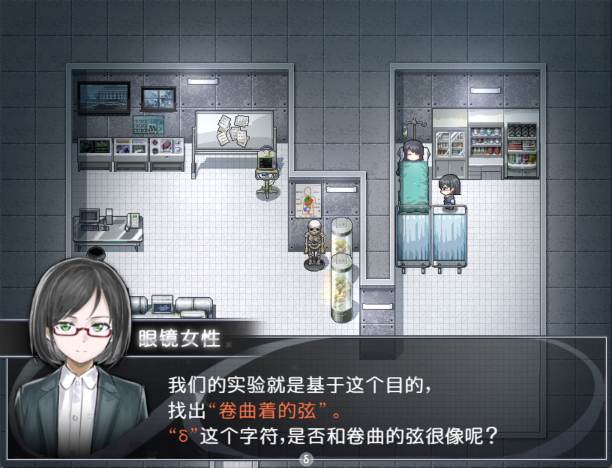 眼镜女性
我们的实验就是基于这个目的，
找出“卷曲着的弦”。
“δ”这个字符，是否和卷曲的弦很像呢？
δ